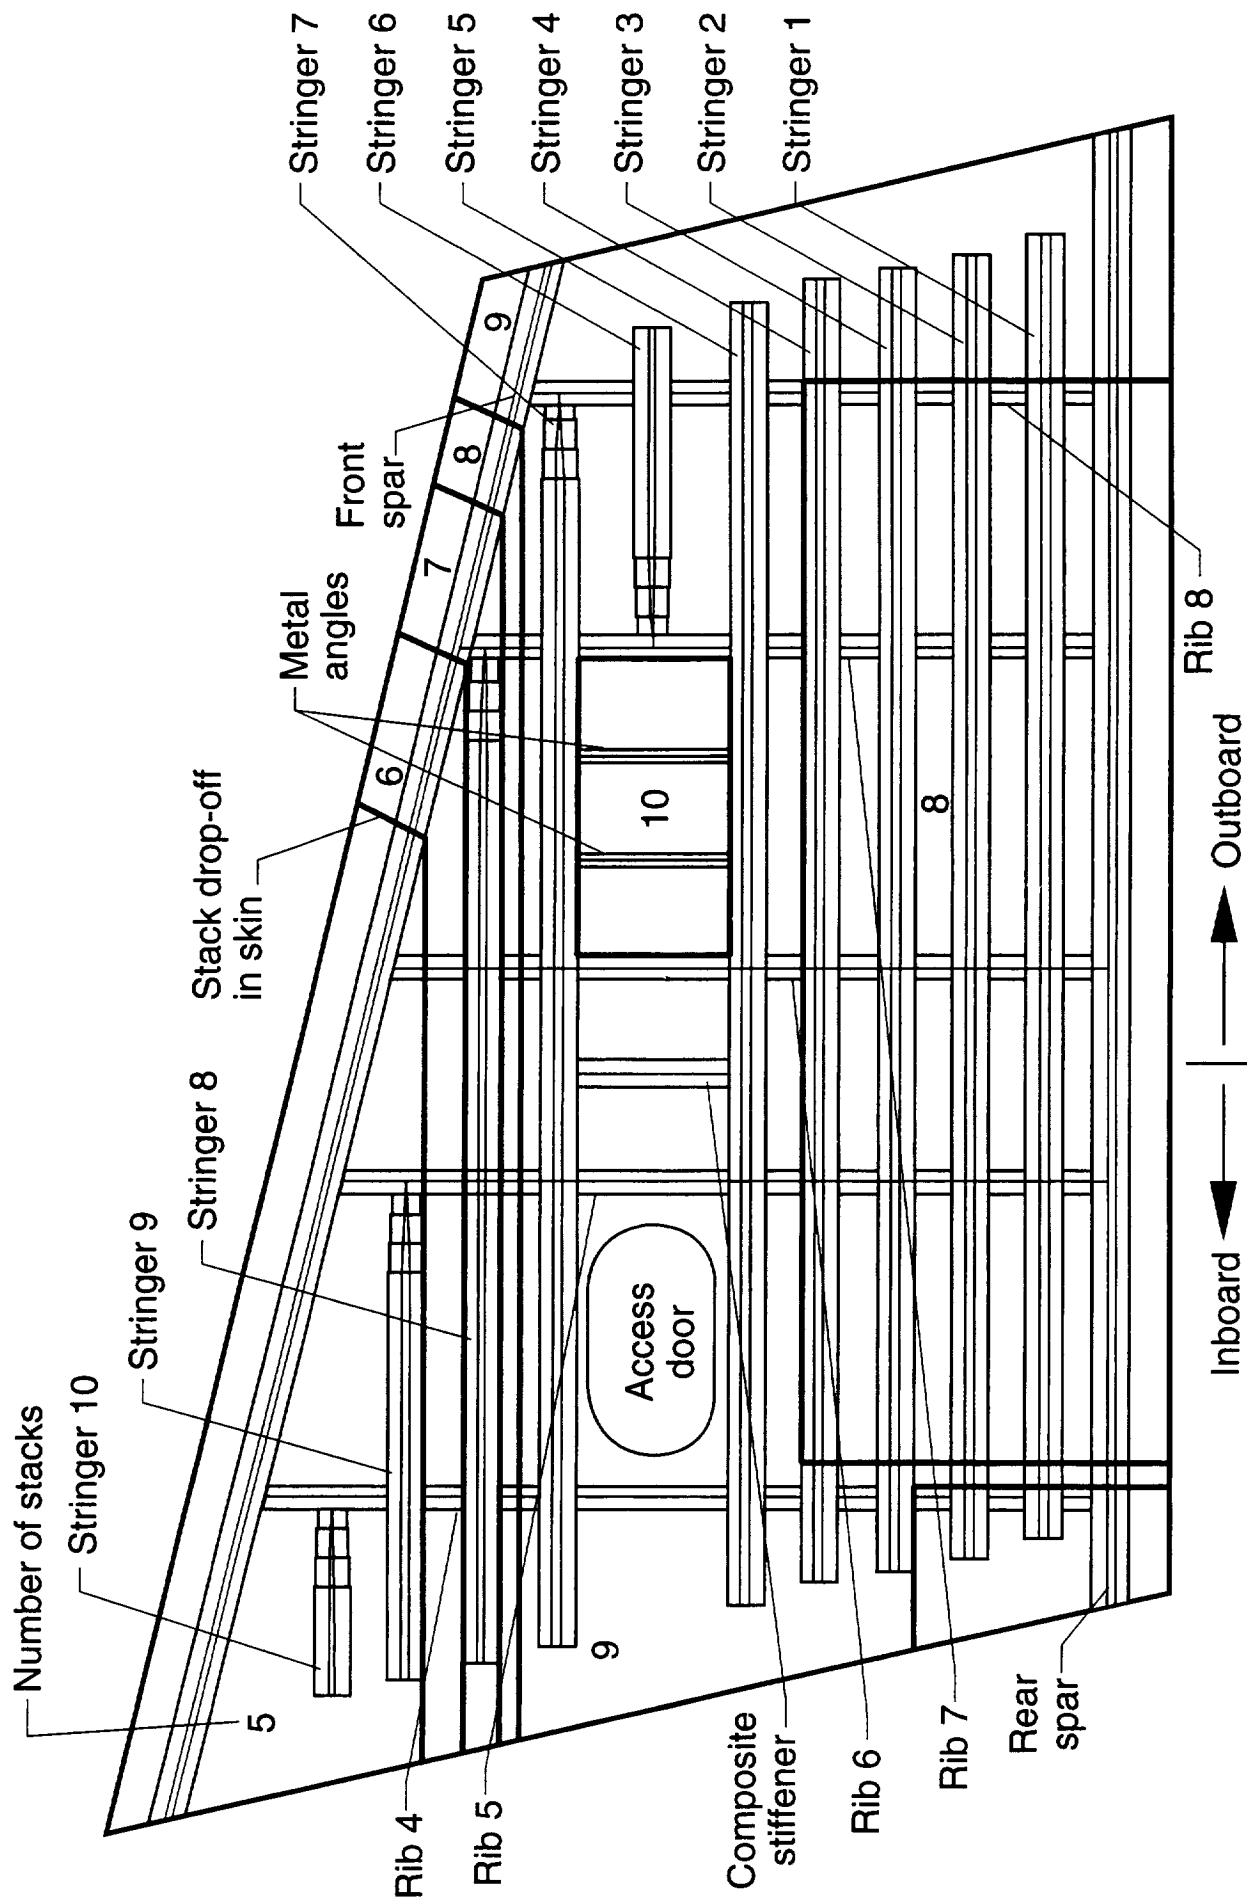 Number of stacks
Stringer 10
Stringer 9
Stringer 8
Stack drop-off
in skin
Metal
angles
Front
spar
Stringer 7
Stringer 6
Stringer 5
Stringer 4
Stringer 3
Stringer 2
Stringer 1
5
6
7
8
9
9
10
8
Access
door
Rib 4
Rib 5
Composite
stiffener
Rib 6
Rib 7
Rear
spar
Rib 8
Inboard
Outboard